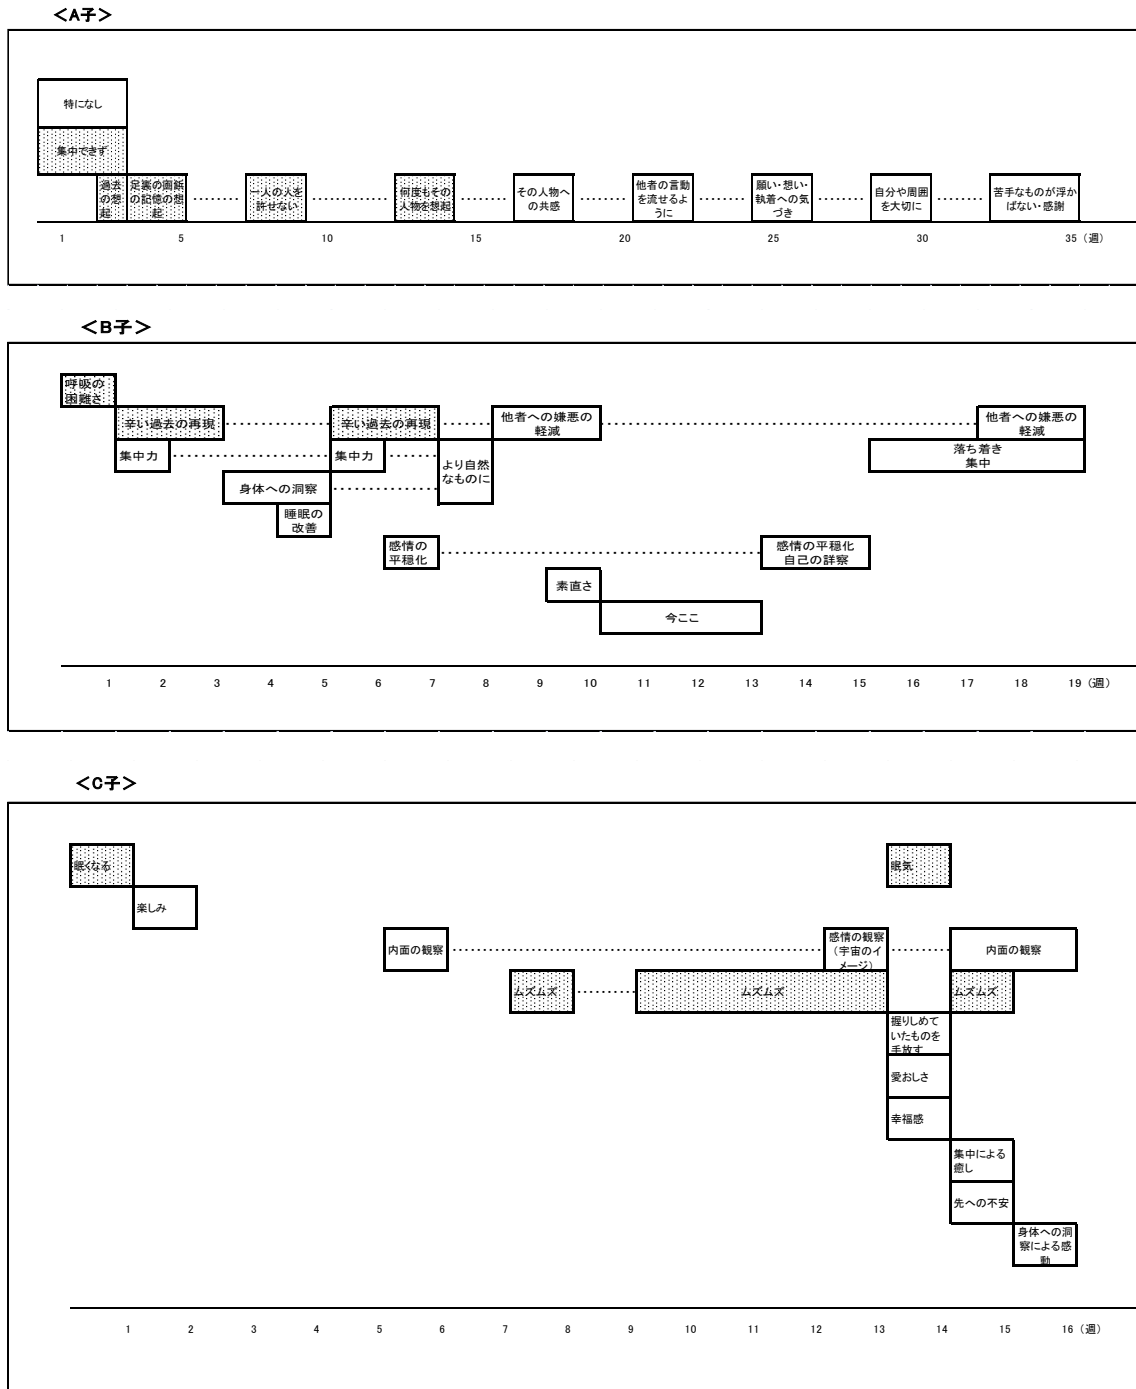 ＜A子＞
特になし
集中できず
過去
の想
起
足裏の画鋲
の記憶の想
起
一人の人を
許せない
何度もその
人物を想起
その人物へ
の共感
他者の言動
を流せるよ
うに
願い・想い・
執着への気
づき
自分や周囲
を大切に
苦手なものが浮か
ばない・感謝
1 5 10 15 20 25 30 35（週）
＜B子＞
呼吸の
困難さ
辛い過去の再現
辛い過去の再現
他者への嫌悪の
軽減
他者への嫌悪の
軽減
集中力
集中力
より自然
なものに
落ち着き
集中
身体への洞察
睡眠の
改善
感情の
平穏化
感情の平穏化
自己の詳察
素直さ
今ここ
1 2 3 4 5 6 7 8 9 10 11 12 13 14 15 16 17 18 19（週）
＜C子＞
眠くなる
眠気
楽しみ
内面の観察
感情の観察
（宇宙のイ
メージ）
内面の観察
ムズムズ
ムズムズ
ムズムズ
握りしめて
いたものを
手放す
愛おしさ
幸福感
集中による
癒し
先への不安
身体への洞
察による感
動
1 2 3 4 5 6 7 8 9 10 11 12 13 14 15 16（週）